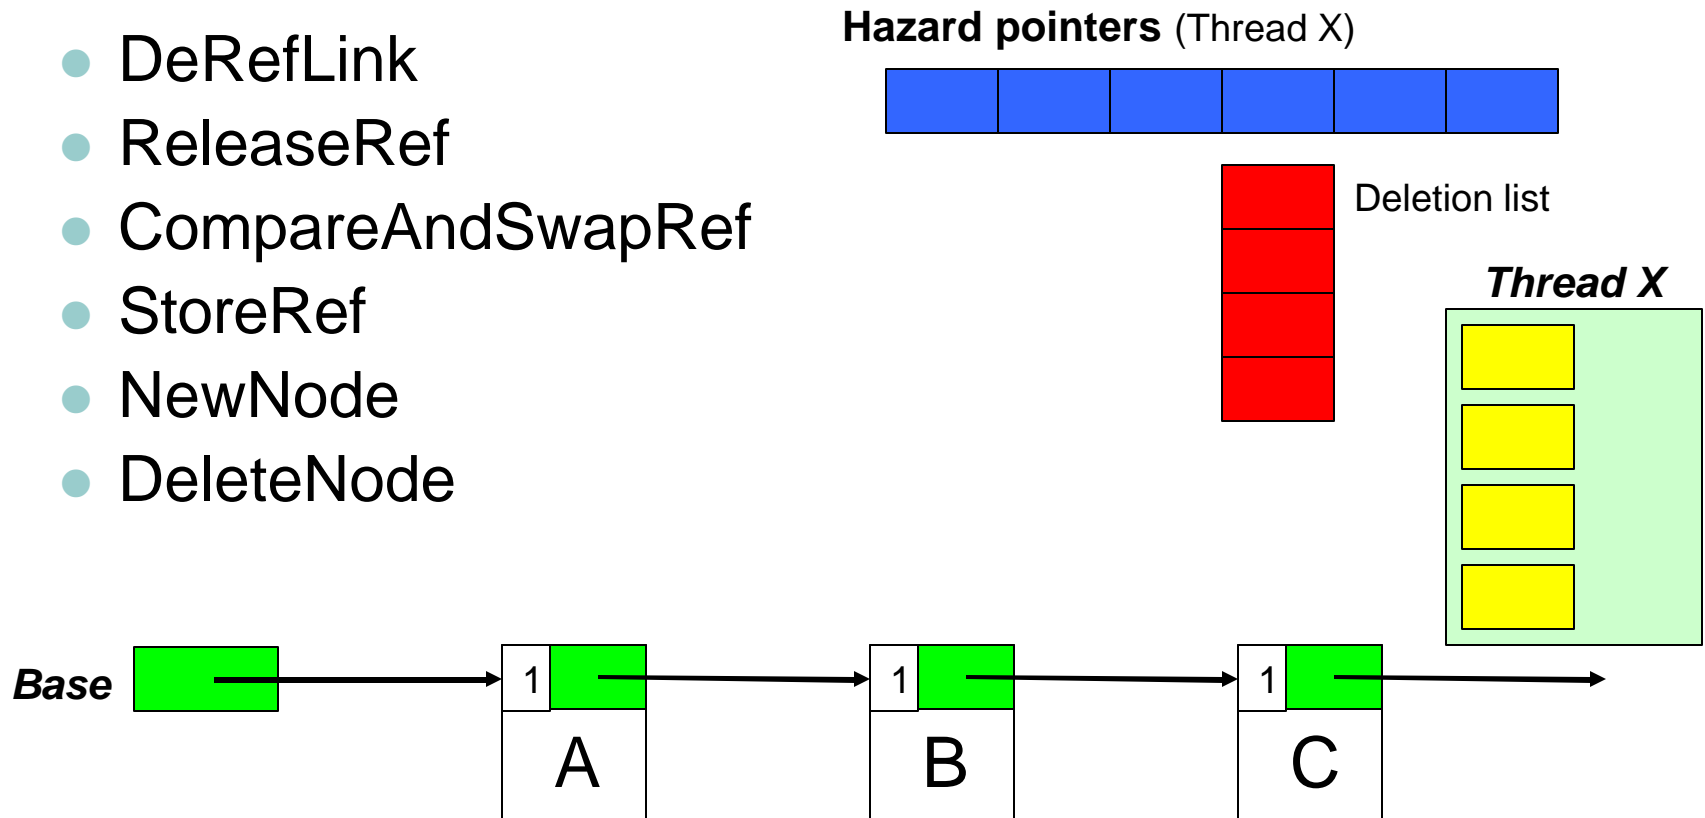 DeRefLink
ReleaseRef
CompareAndSwapRef
StoreRef
NewNode
DeleteNode
Hazard pointers (Thread X)
Deletion list
Thread X
Base
1
1
1
A
B
C